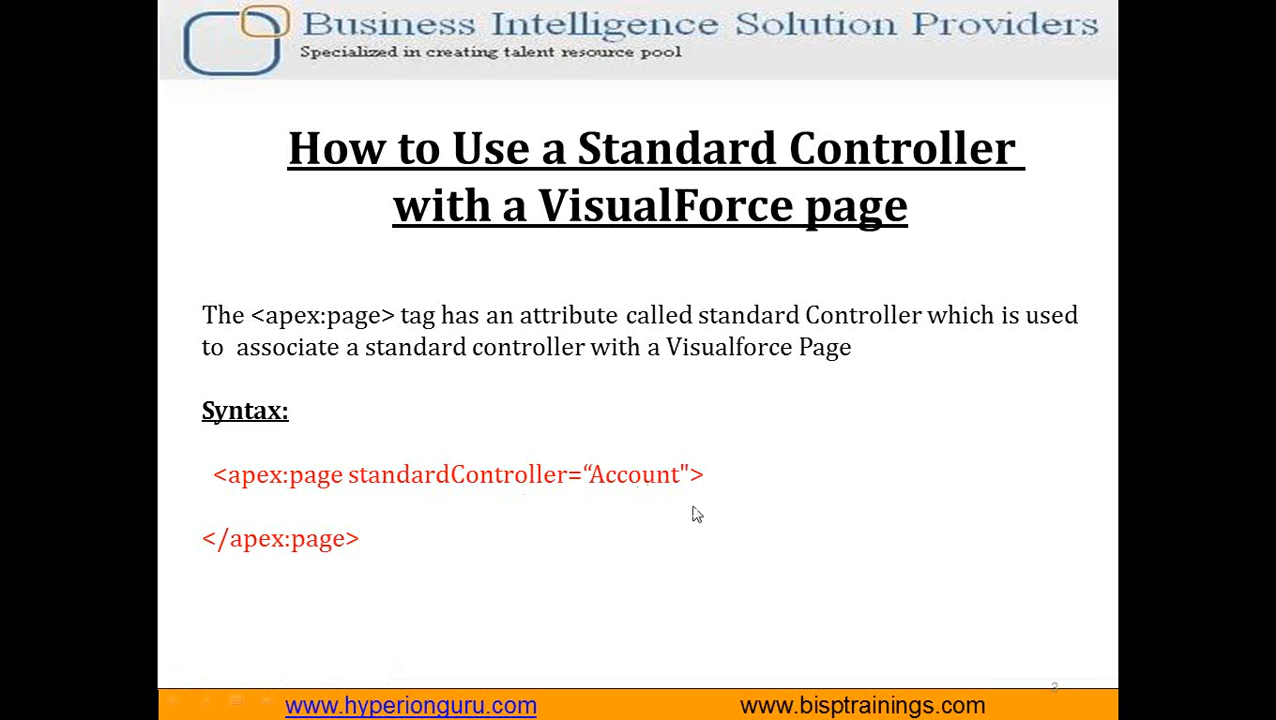 Business Intelligence Solution Providers
Specialized in creating talent resource pool
How to Use a Standard Controller
with a VisualForce page
The <apex:page> tag has an attribute called standard Controller which is used
to associate a standard controller with a Visualforce Page
Syntax:
<apex:page standardController=“Account">
</apex:page>
3
www.hyperionguru.com www.bisptrainings.com